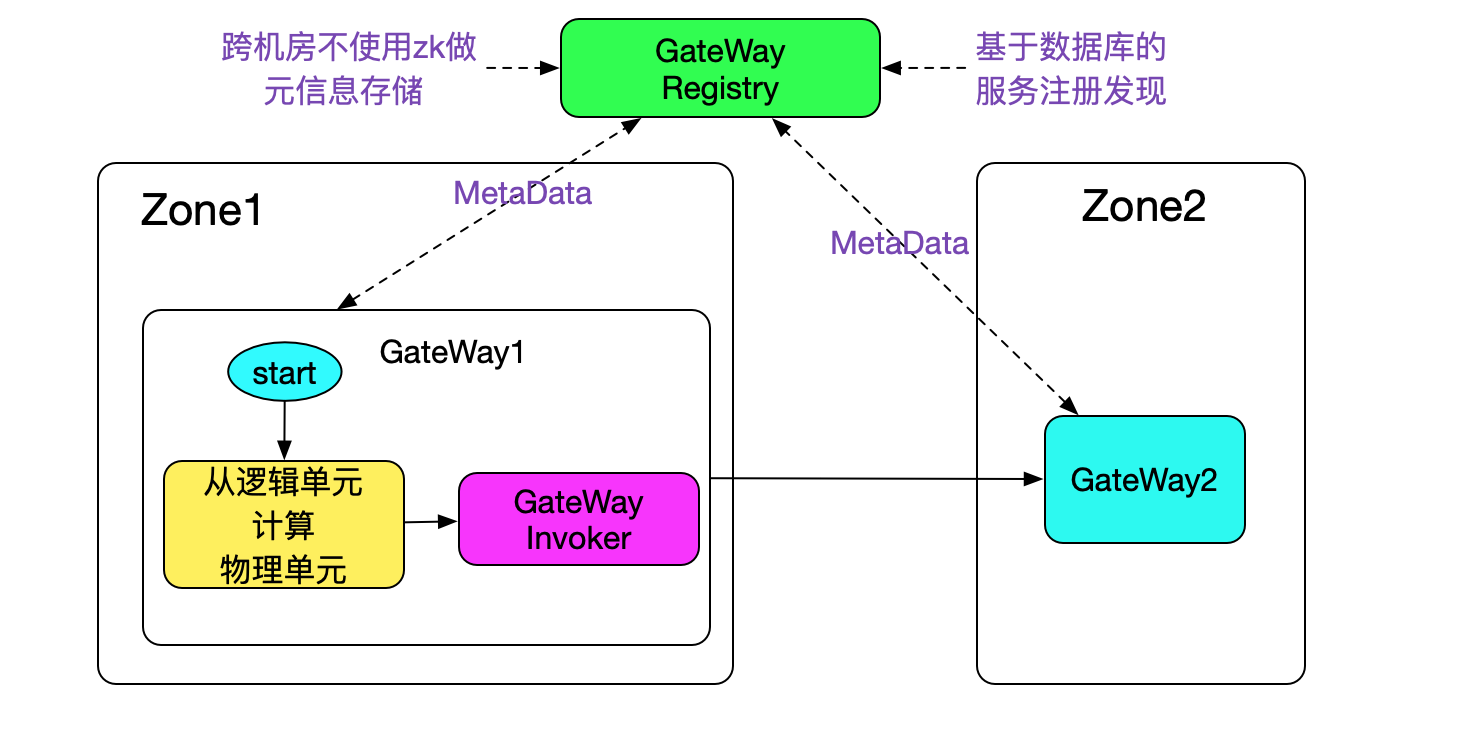 跨机房不使用zk做
元信息存储
GateWay
Registry
基于数据库的
服务注册发现
Zone1
MetaData
Zone2
MetaData
GateWay1
start
从逻辑单元
计算
物理单元
GateWay
Invoker
GateWay2